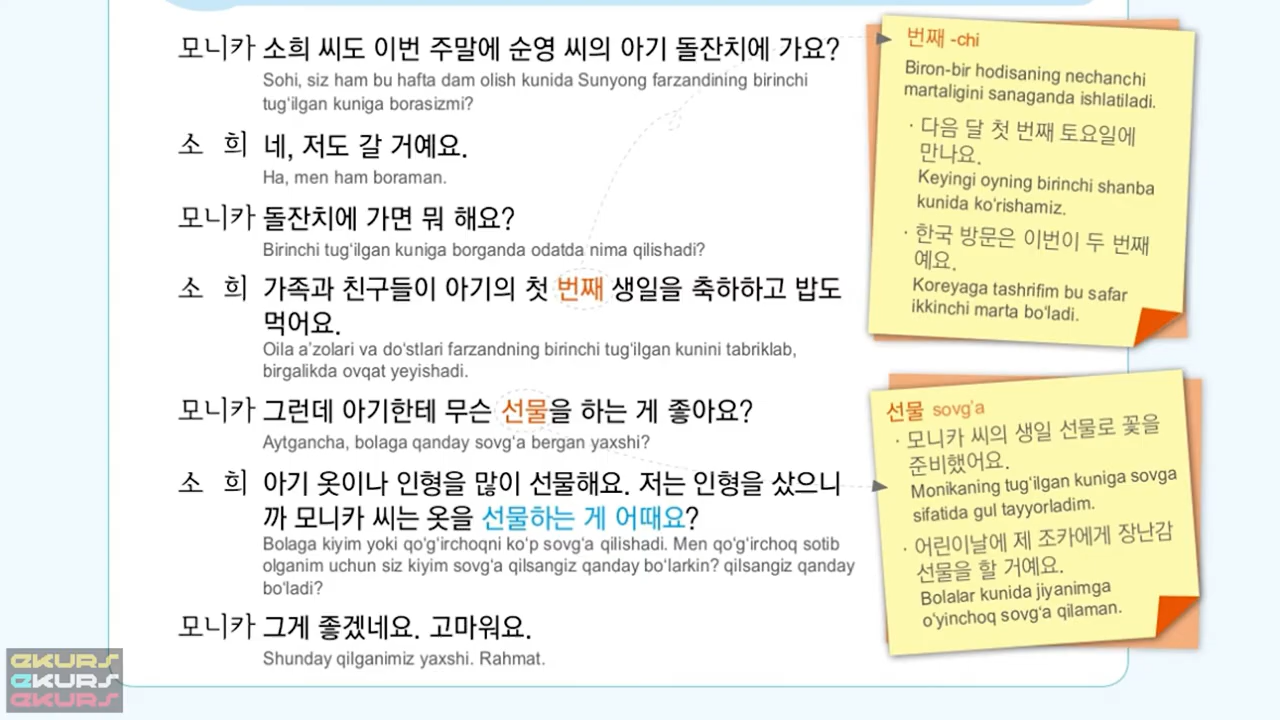 모니카 소희 씨도 이번 주말에 순영 씨의 아기 돌잔치에 가요?
Sohi, siz ham bu hafta dam olish kunida Sunyong farzandining birinchi
tug‘ilgan kuniga borasizmi?
소 희 네, 저도 갈 거예요.
Ha, men ham boraman.
모니카 돌잔치에 가면 뭐 해요?
Birinchi tug‘ilgan kuniga borganda odatda nima qilishadi?
소 희 가족과 친구들이 아기의 첫 번째 생일을 축하하고 밥도
먹어요.
Oila a’zolari va do‘stlari farzandning birinchi tug‘ilgan kunini tabriklab,
birgalikda ovqat yeyishadi.
모니카 그런데 아기한테 무슨 선물을 하는 게 좋아요?
Aytgancha, bolaga qanday sovg‘a bergan yaxshi?
소 희 아기 옷이나 인형을 많이 선물해요. 저는 인형을 샀으니
까 모니카 씨는 옷을 선물하는 게 어때요?
Bolaga kiyim yoki qo‘g‘irchoqni ko‘p sovg‘a qilishadi. Men qo‘g‘irchoq sotib
olganim uchun siz kiyim sovg‘a qilsangiz qanday bo‘larkin? qilsangiz qanday
bo‘ladi?
모니카 그게 좋겠네요. 고마워요.
Shunday qilganimiz yaxshi. Rahmat.
번째 -chi
Biron-bir hodisaning nechanchi
martaligini sanaganda ishlatiladi.
· 다음 달 첫 번째 토요일에
만나요.
Keyingi oyning birinchi shanba
kunida ko‘rishamiz.
· 한국 방문은 이번이 두 번째
예요.
Koreyaga tashrifim bu safar
ikkinchi marta bo‘ladi.
선물 sovg‘a
· 모니카 씨의 생일 선물로 꽃을
준비했어요.
Monikaning tug‘ilgan kuniga sovga
sifatida gul tayyorladim.
· 어린이날에 제 조카에게 장난감
선물을 할 거예요.
Bolalar kunida jiyanimga
o‘yinchoq sovg‘a qilaman.
eKURS
eKURS
eKURS